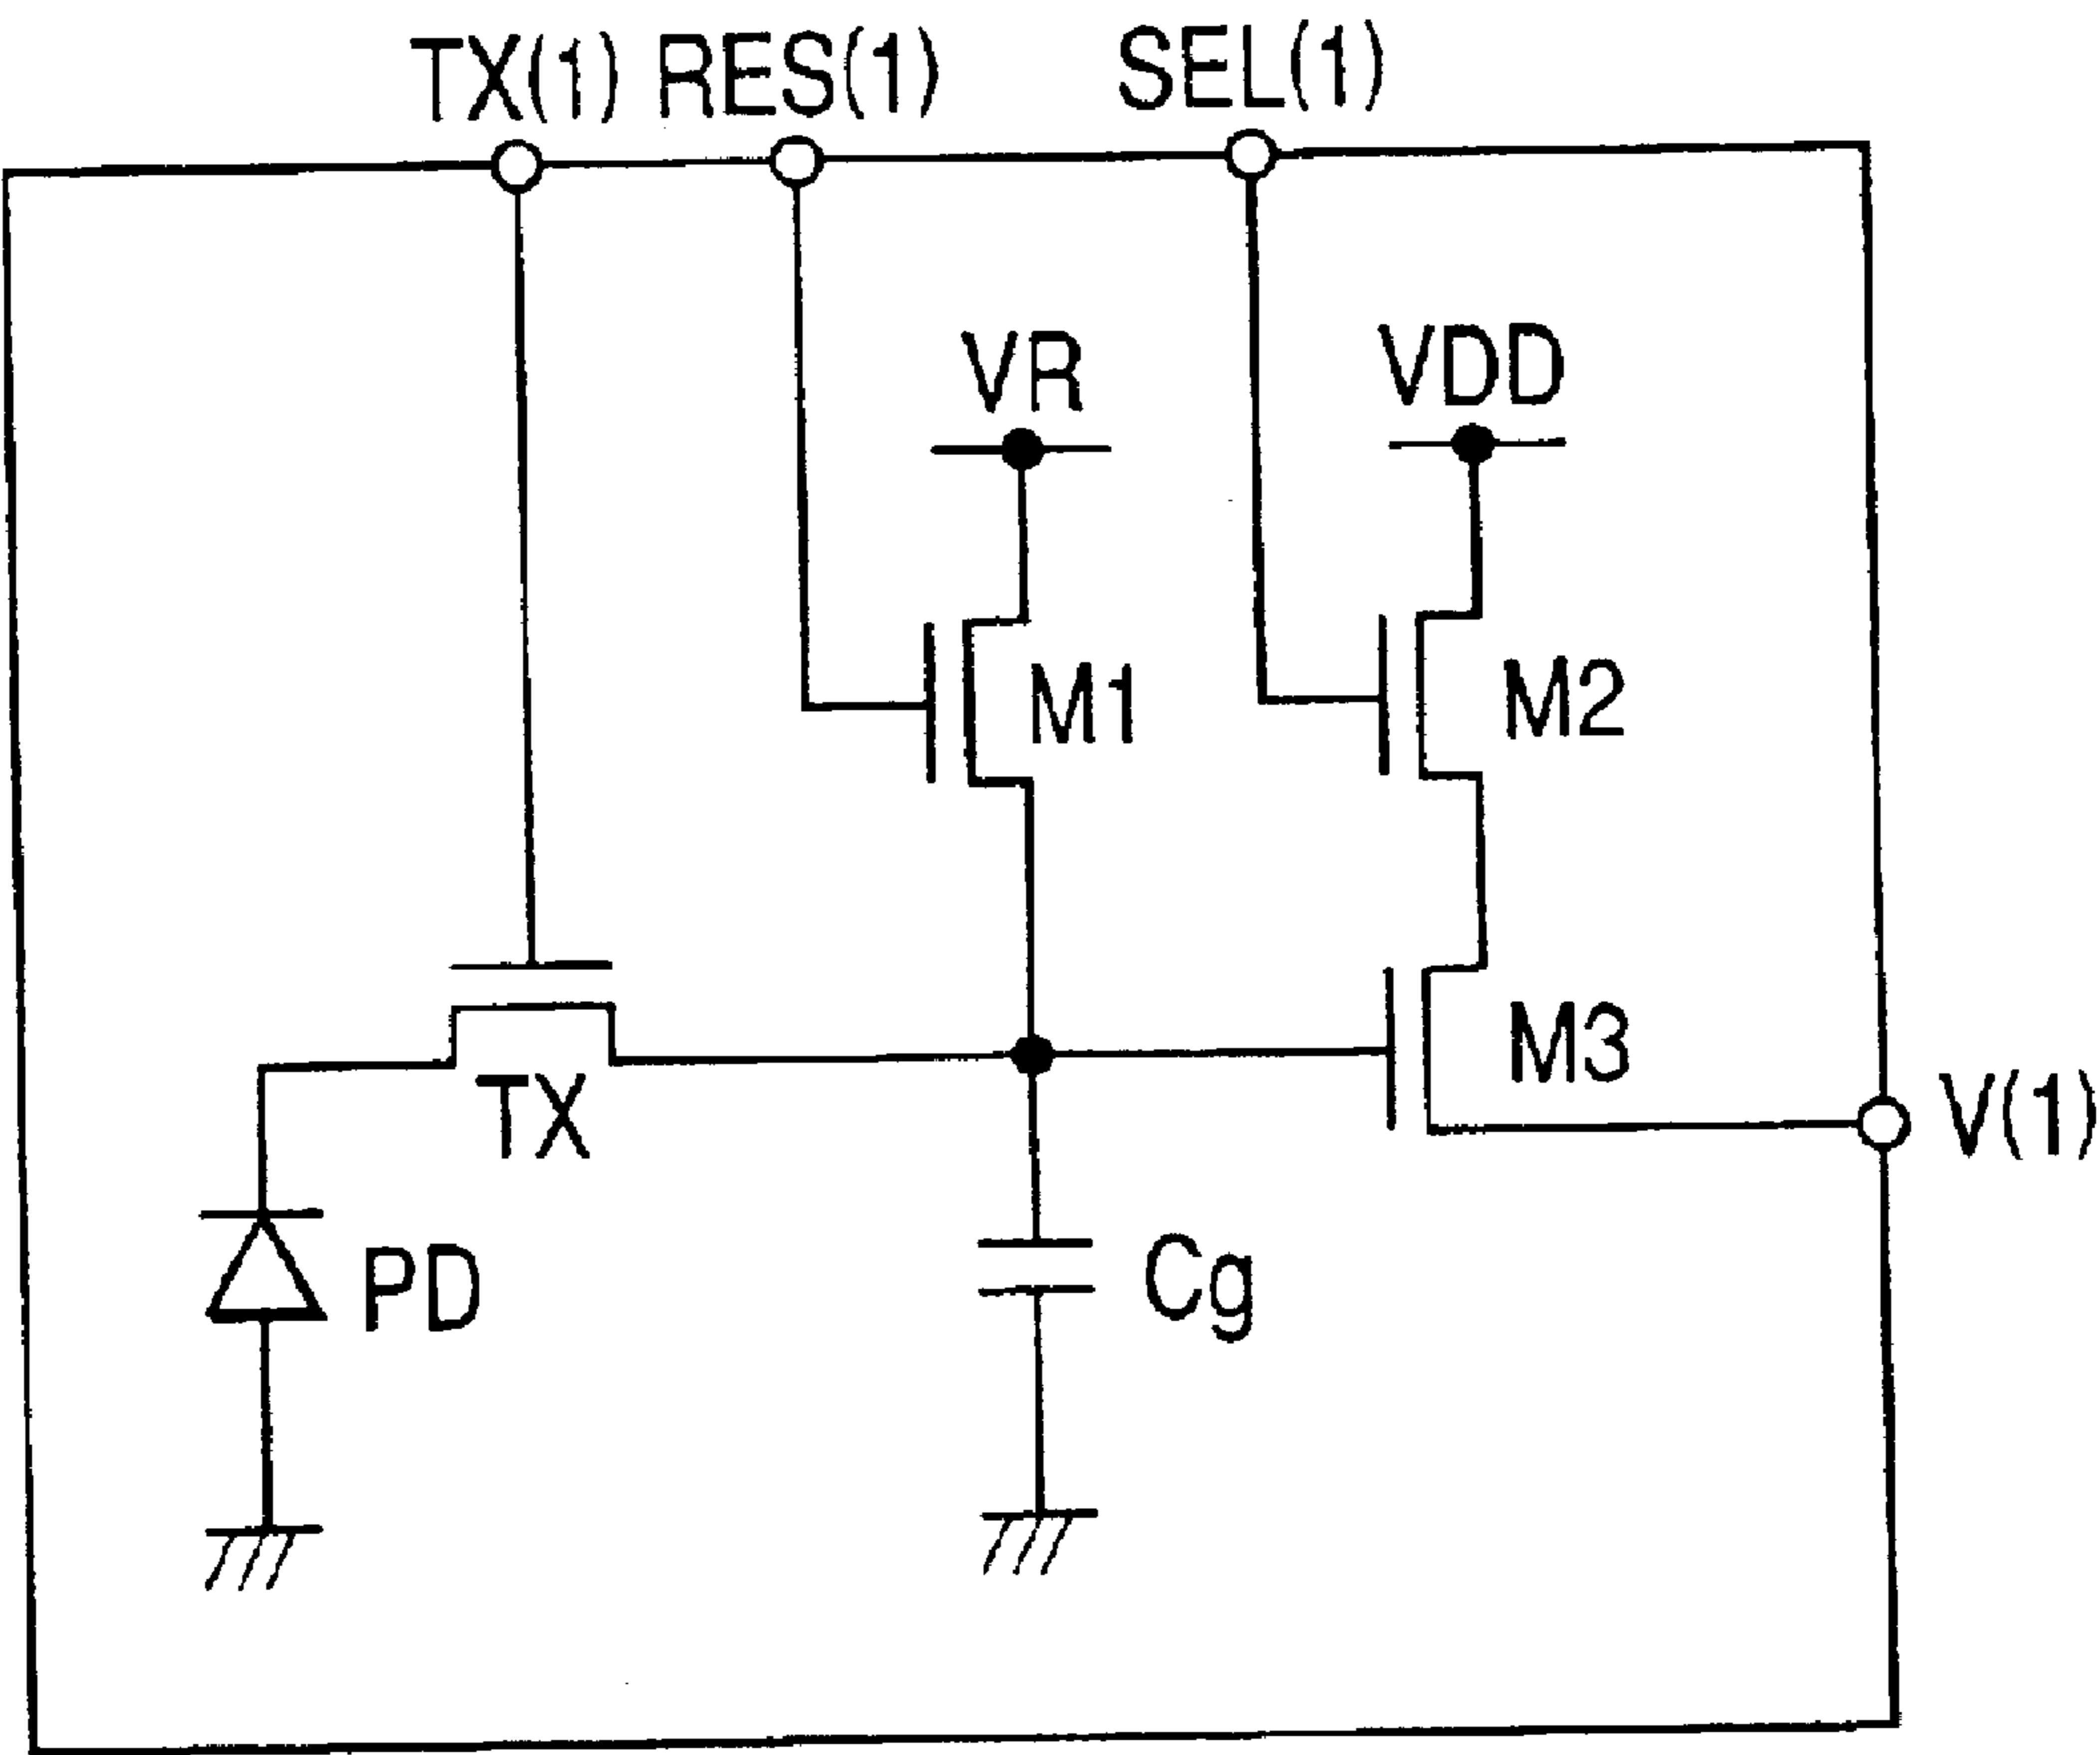 TX(1) RES(1) SEL(1)
VR VDD
M1 M2
M3
TX
V(1)
PD Cg